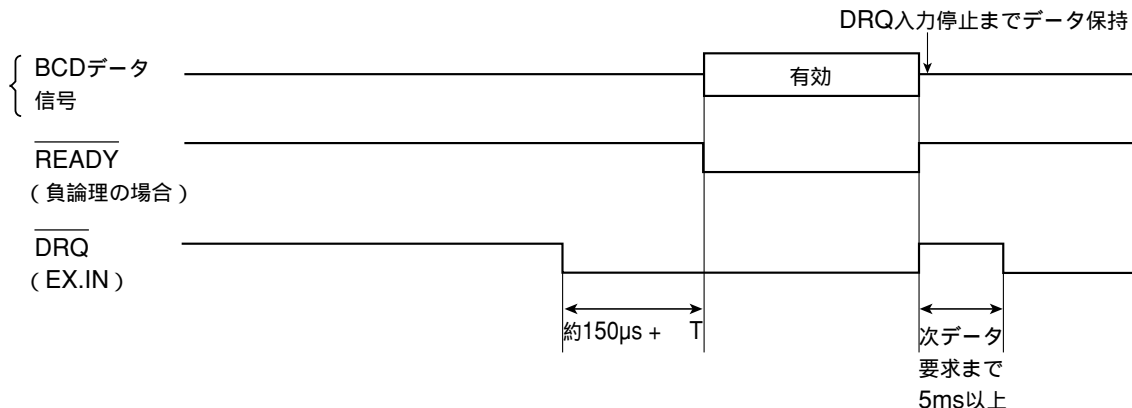 DRQ入力停止までデータ保持
BCDデータ
信号
有効
READY
(負論理の場合)
DRQ
(EX.IN)
約150μs + T
次データ
要求まで
5ms以上